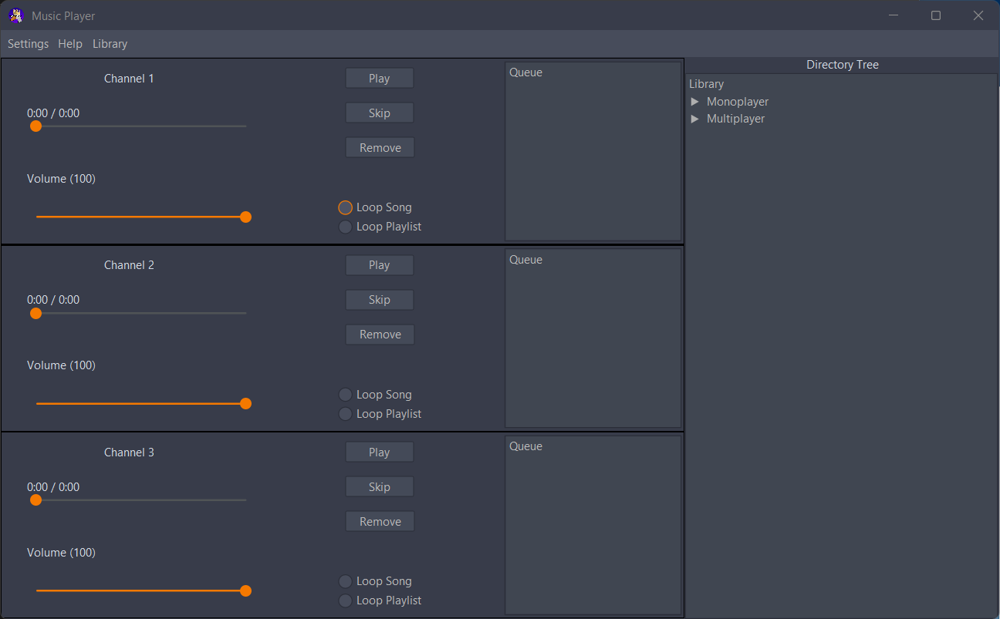 Music Player
Settings Help Library
Channel 1
0:00 / 0:00
Volume (100)
Play
Skip
Remove
Loop Song
Loop Playlist
Queue
Channel 2
0:00 / 0:00
Volume (100)
Play
Skip
Remove
Loop Song
Loop Playlist
Queue
Channel 3
0:00 / 0:00
Volume (100)
Play
Skip
Remove
Loop Song
Loop Playlist
Queue
Directory Tree
Library
Monoplayer
Multiplayer